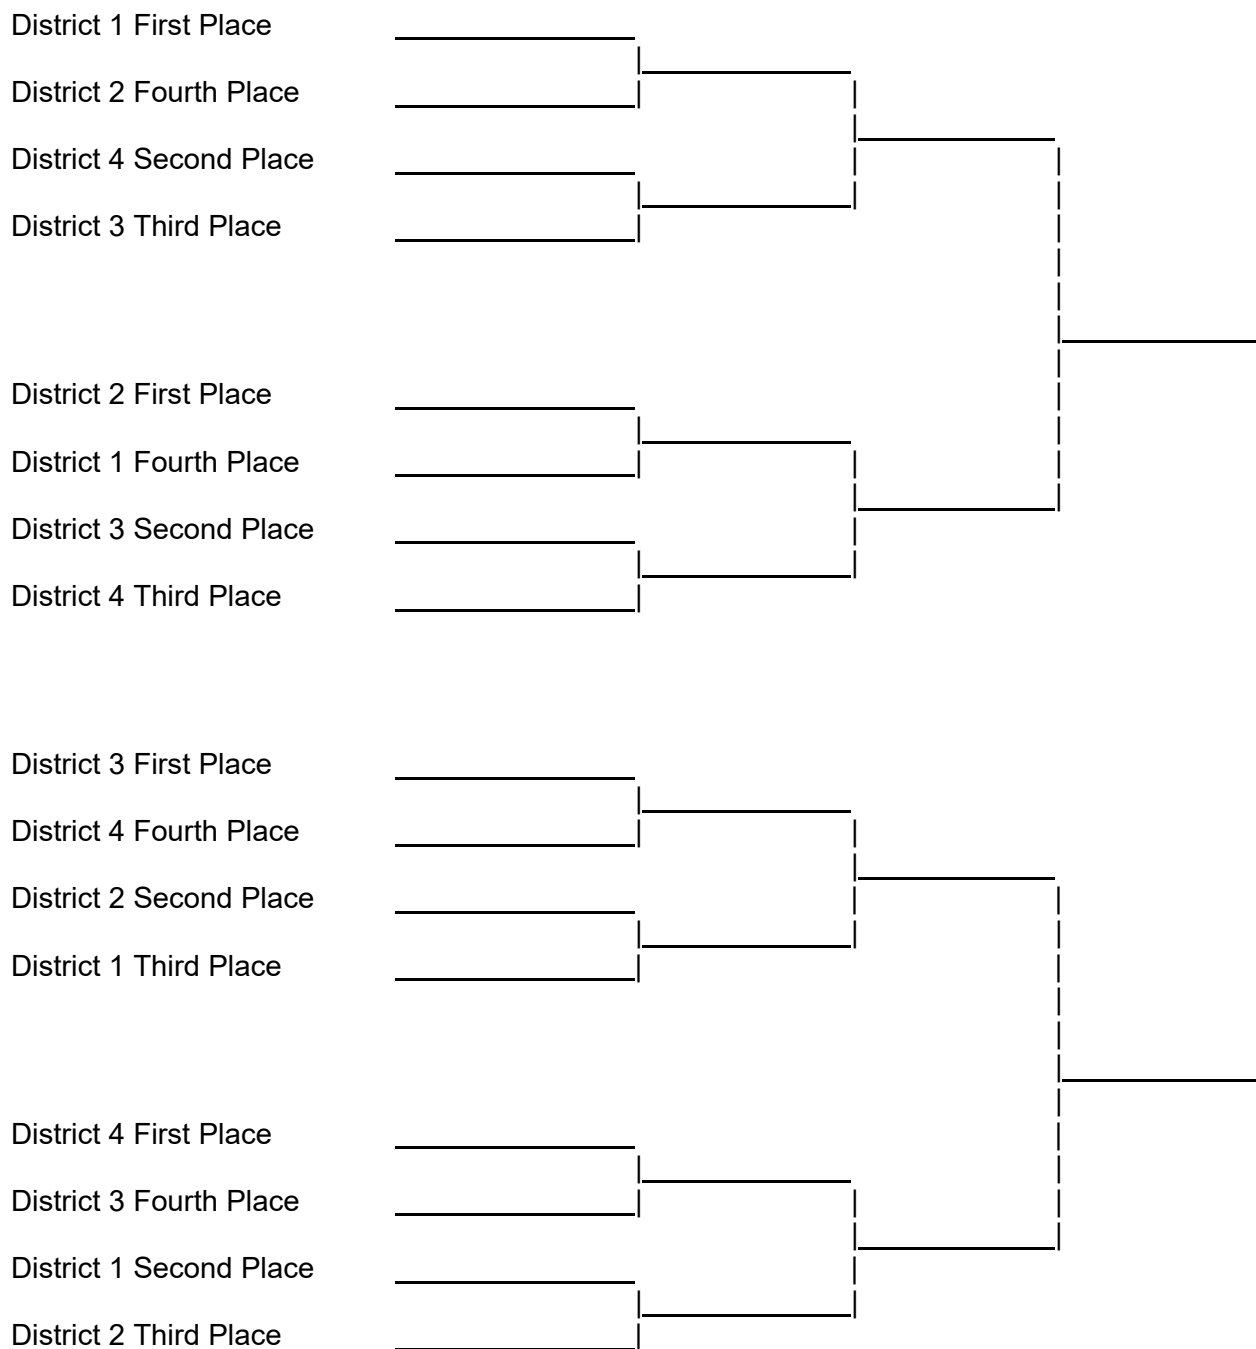 District 1 First Place
District 2 Fourth Place
District 4 Second Place
District 3 Third Place
District 2 First Place
District 1 Fourth Place
District 3 Second Place
District 4 Third Place
District 3 First Place
District 4 Fourth Place
District 2 Second Place
District 1 Third Place
District 4 First Place
District 3 Fourth Place
District 1 Second Place
District 2 Third Place